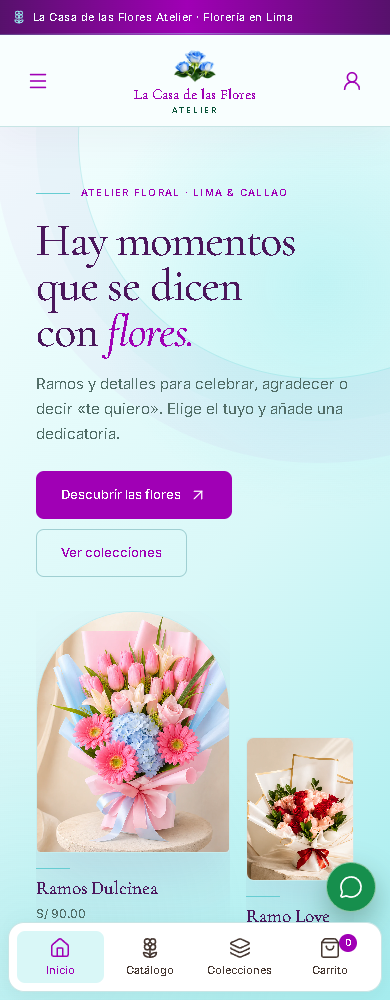 La Casa de las Flores Atelier · Florería en Lima
La Casa de las Flores
ATELIER
ATELIER FLORAL · LIMA & CALLAO
Hay momentos
que se dicen
con flores.
Ramos y detalles para celebrar, agradecer o
decir «te quiero». Elige el tuyo y añade una
dedicatoria.
Descubrir las flores
Ver colecciones
Ramos Dulcinea
S/ 90.00
Ramo Love
0
Inicio
Catálogo
Colecciones
Carrito